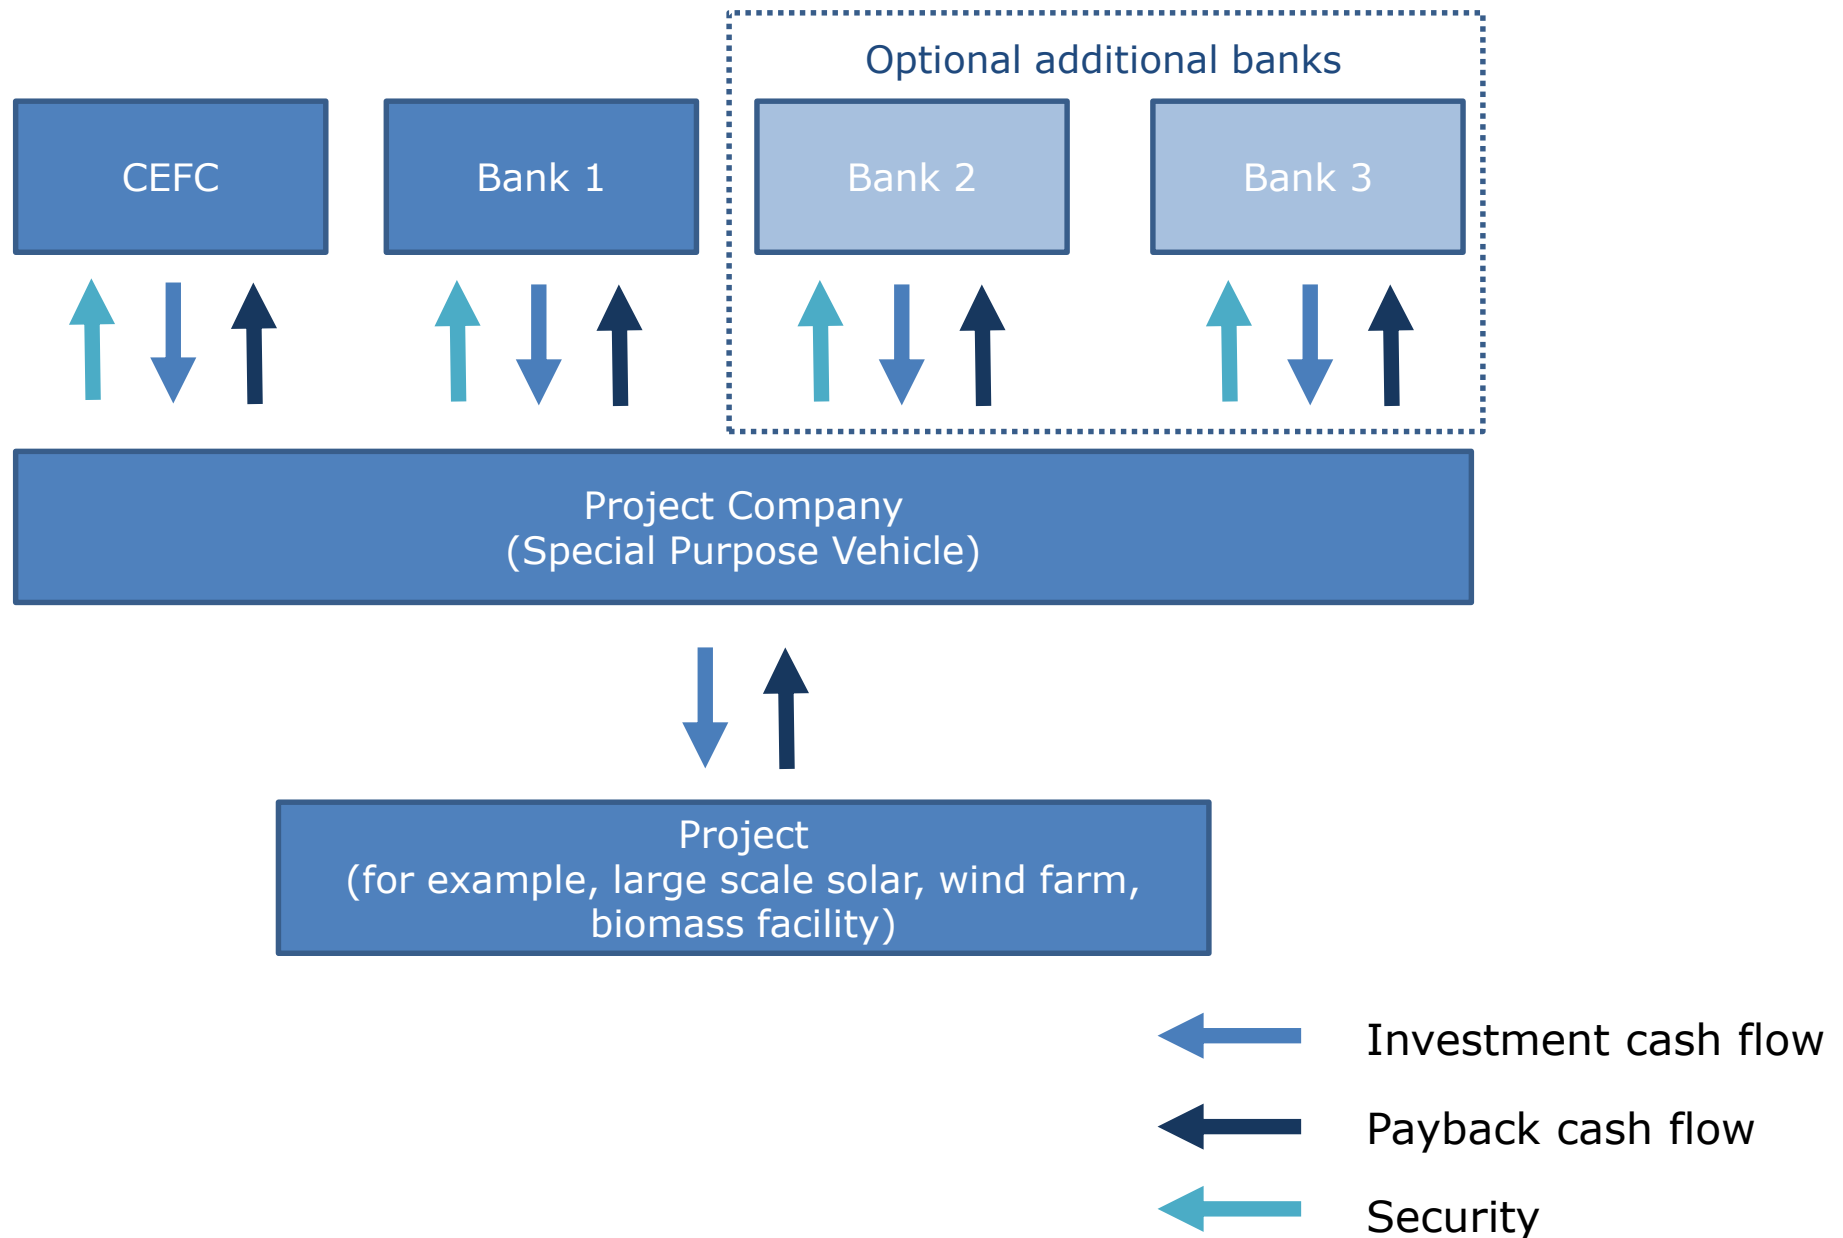 Optional additional banks
CEFC
Bank 1
Bank 2
Bank 3
Project Company
(Special Purpose Vehicle)
Project
(for example, large scale solar, wind farm,
biomass facility)
Investment cash flow
Payback cash flow
Security